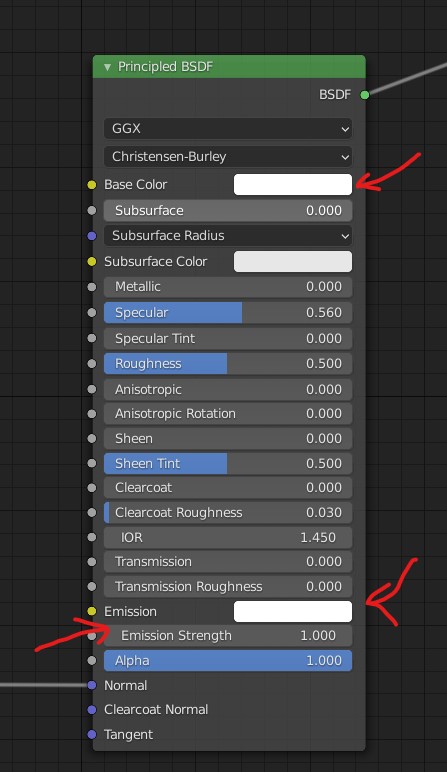 Principled BSDF
BSDF
GGX
Christensen-Burley
Base Color
Subsurface 0.000
Subsurface Radius
Subsurface Color
Metallic 0.000
Specular 0.560
Specular Tint 0.000
Roughness 0.500
Anisotropic 0.000
Anisotropic Rotation 0.000
Sheen 0.000
Sheen Tint 0.500
Clearcoat 0.000
Clearcoat Roughness 0.030
IOR 1.450
Transmission 0.000
Transmission Roughness 0.000
Emission
Emission Strength 1.000
Alpha 1.000
Normal
Clearcoat Normal
Tangent